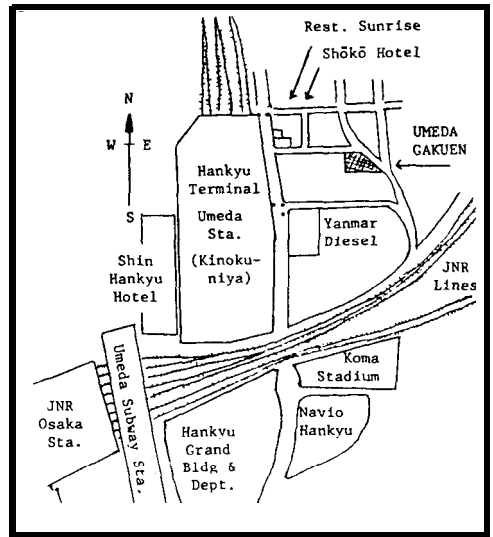 Rest. Sunrise
Shōkō Hotel
N
W E
S
UMEDA
GAKUEN
Hankyu
Terminal
Umeda
Sta.
(Kinoku-
niya)
Yanmar
Diesel
Shin
Hankyu
Hotel
JNR
Lines
Umeda Subway Sta.
Koma
Stadium
JNR
Osaka
Sta.
Navio
Hankyu
Hankyu
Grand
Bldg &
Dept.